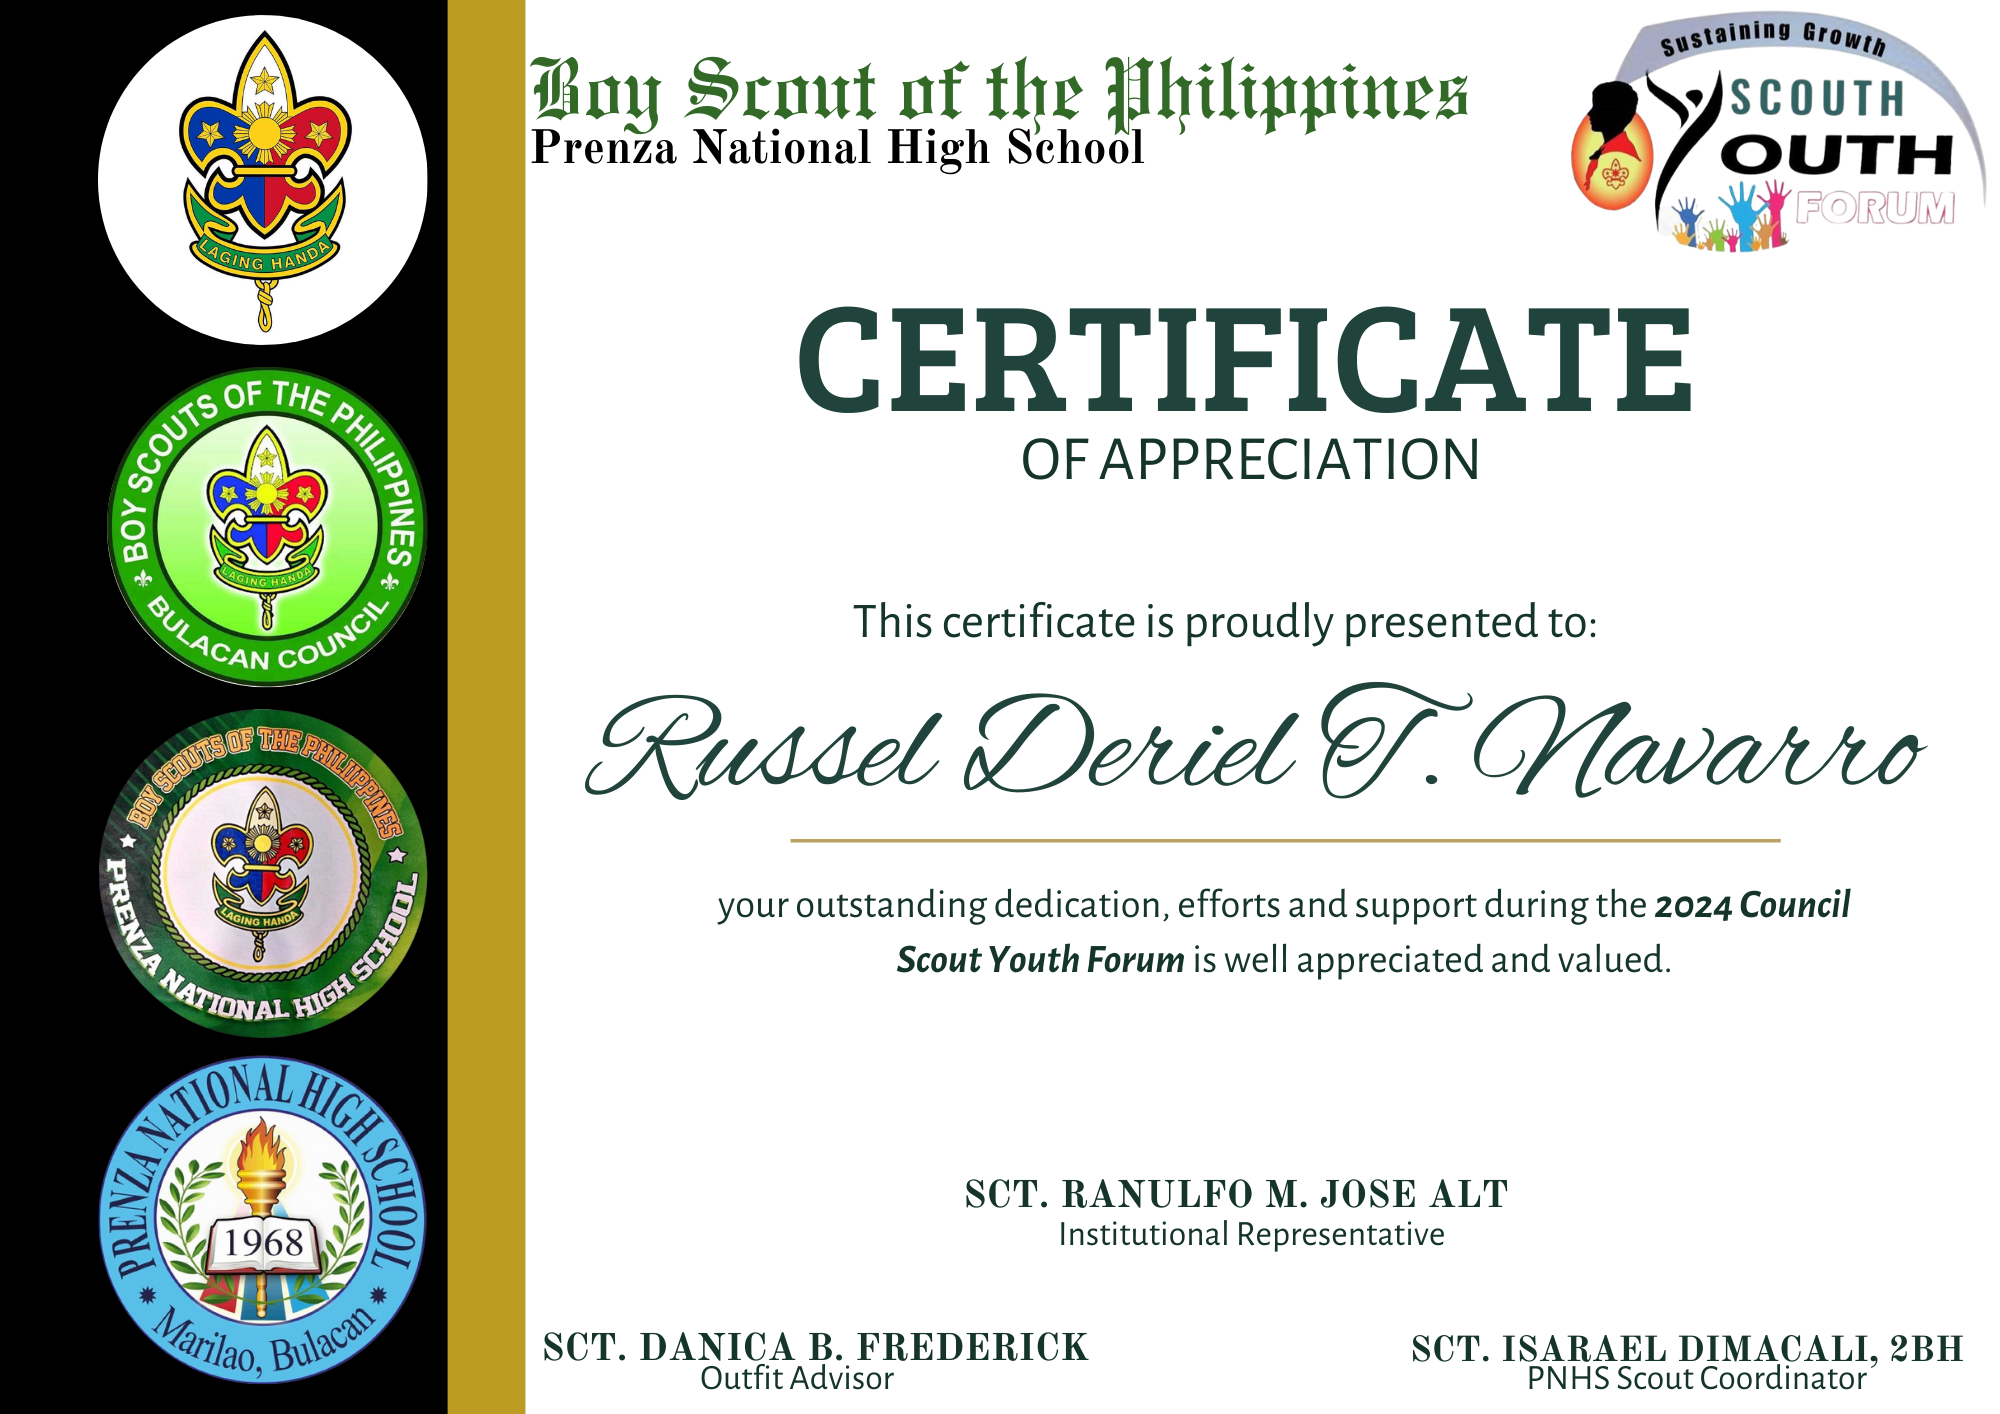 Boy Scout of the Philippines
Prenza National High School
Sustaining Growth
SCOUTH
YOUTH
FORUM
LAGING HANDA
BOY SCOUTS OF THE PHILIPPINES
LAGING HANDA
BULACAN COUNCIL
BOY SCOUTS OF THE PHILIPPINES
LAGING HANDA
PRENZA NATIONAL HIGH SCHOOL
PRENZA NATIONAL HIGH SCHOOL
1968
Marilao, Bulacan
CERTIFICATE
OF APPRECIATION
This certificate is proudly presented to:
Russel Deriel T. Navarro
your outstanding dedication, efforts and support during the 2024 Council
Scout Youth Forum is well appreciated and valued.
SCT. RANULFO M. JOSE ALT
Institutional Representative
SCT. DANICA B. FREDERICK
Outfit Advisor
SCT. ISARAEL DIMACALI, 2BH
PNHS Scout Coordinator